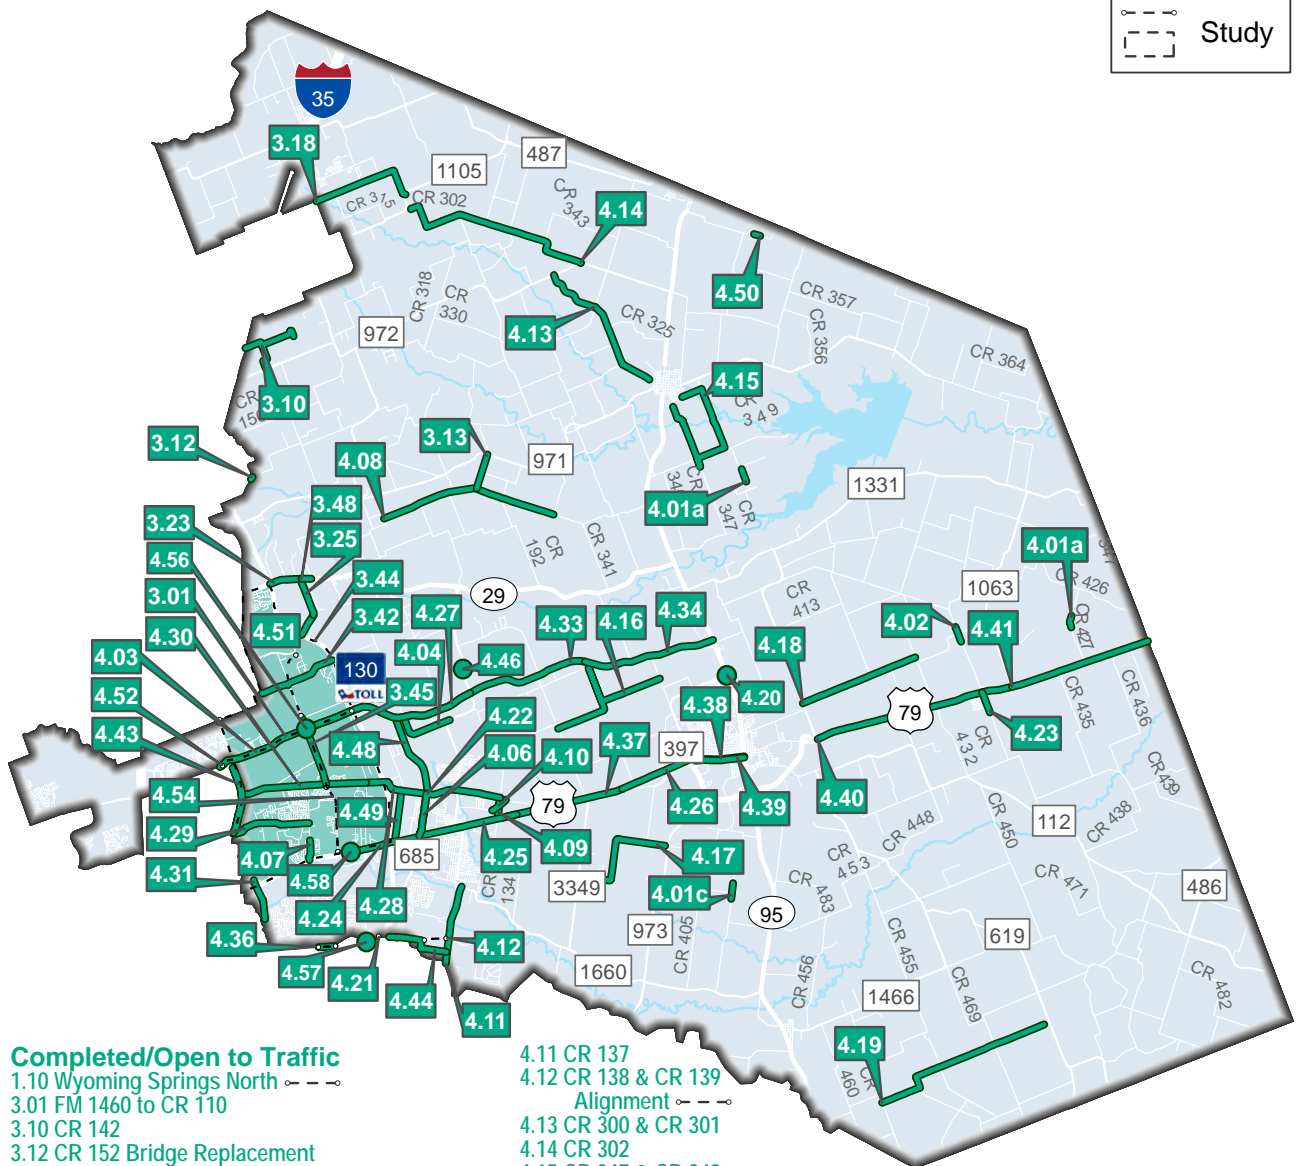 Study
35
3.18
1105
487
CR 315
CR 302
CR 343
4.14
4.50
CR 357
CR 318
CR 330
972
4.13
CR 325
CR 356
CR 364
3.10
4.15
CR 349
3.12
3.13
4.08
971
1331
4.01a
CR 347
3.48
3.23
3.25
CR 192
CR 341
4.01a
4.56
3.44
29
1063
CR 426
3.01
3.42
4.27
4.33
4.16
4.34
CR 413
4.02
4.41
CR 427
4.30
4.51
4.03
130
TOLL
4.04
4.46
4.18
4.52
3.45
4.20
CR 435
CR 436
4.43
4.22
4.38
79
4.23
4.48
4.06
4.10
4.37
397
CR 432
CR 439
4.54
4.49
79
4.26
4.39
4.40
CR 450
112
CR 438
4.29
4.07
685
4.25
4.09
CR 448
4.31
4.58
4.17
CR 453
CR 471
486
4.24
4.28
CR 134
3349
4.01c
CR 483
95
4.36
4.12
973
CR 405
619
CR 455
4.57
4.21
1660
CR 456
CR 469
CR 482
4.44
4.11
1466
4.19
CR 460
Completed/Open to Traffic
1.10 Wyoming Springs North
3.01 FM 1460 to CR 110
3.10 CR 142
3.12 CR 152 Bridge Replacement
4.11 CR 137
4.12 CR 138 & CR 139
Alignment
4.13 CR 300 & CR 301
4.14 CR 302